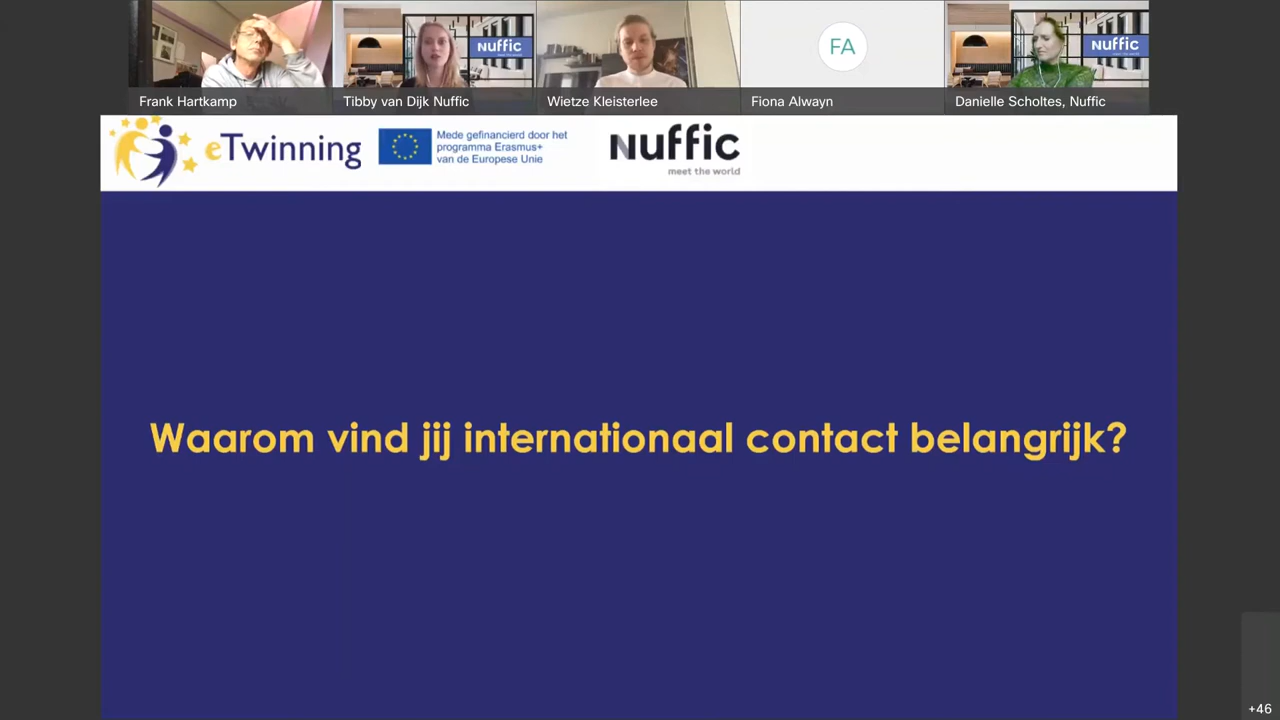 Nuffic
Nuffic
FA
Frank Hartkamp
Tibby van Dijk Nuffic
Wietze Kleisterlee
Fiona Alwayn
Danielle Scholtes, Nuffic
eTwinning
Mede gefinancierd door het
programma Erasmus+
van de Europese Unie
Nuffic
meet the world
Waarom vind jij internationaal contact belangrijk?
+46